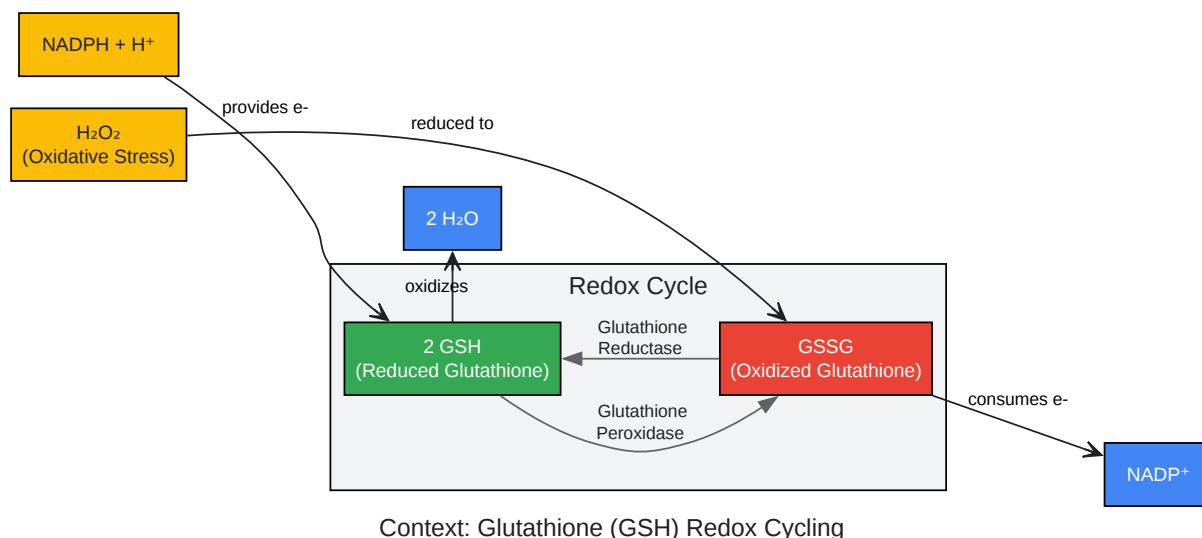 NADPH + H⁺
provides e-
H₂O₂
(Oxidative Stress)
reduced to
2 H₂O
oxidizes
Redox Cycle
2 GSH
(Reduced Glutathione)
Glutathione
Reductase
GSSG
(Oxidized Glutathione)
Glutathione
Peroxidase
consumes e-
NADP⁺
Context: Glutathione (GSH) Redox Cycling